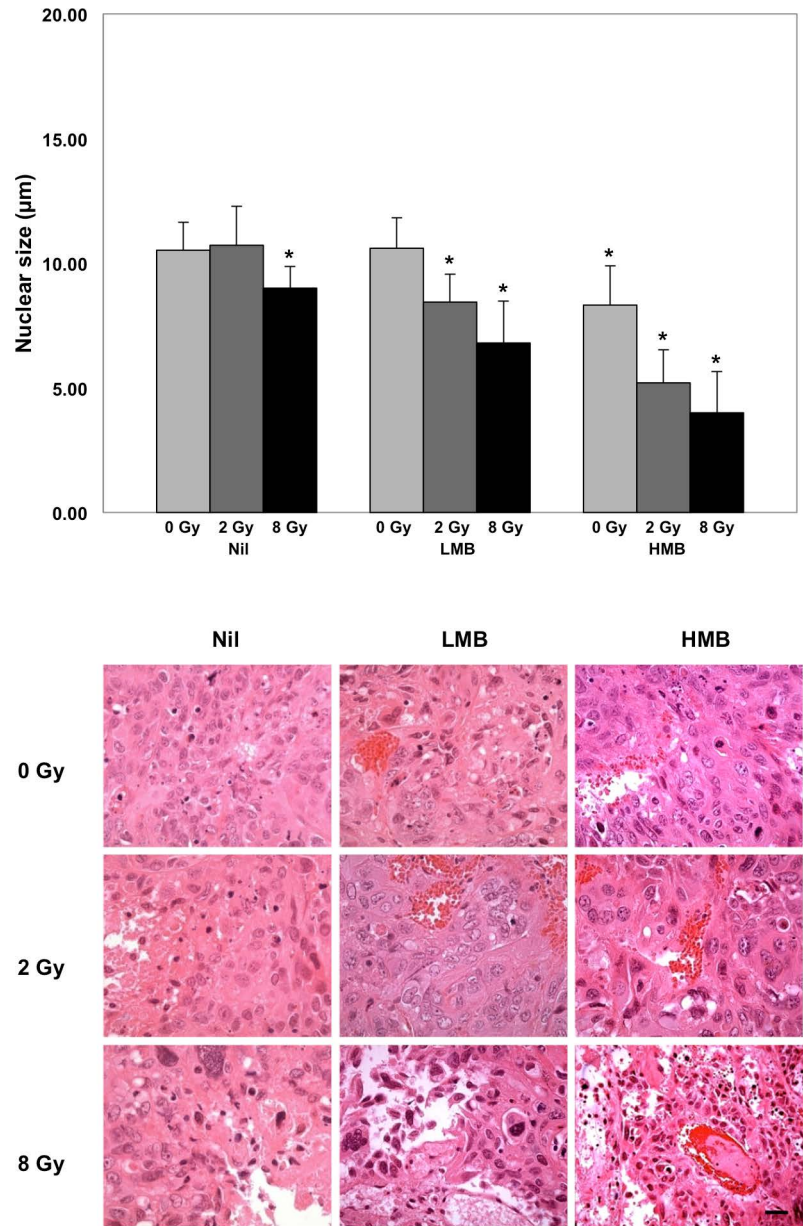 20.00
15.00
10.00
5.00
0.00
Nuclear size (µm)
*
* *
* * *
0 Gy 2 Gy 8 Gy 0 Gy 2 Gy 8 Gy 0 Gy 2 Gy 8 Gy
Nil LMB HMB
Nil LMB HMB
0 Gy
2 Gy
8 Gy